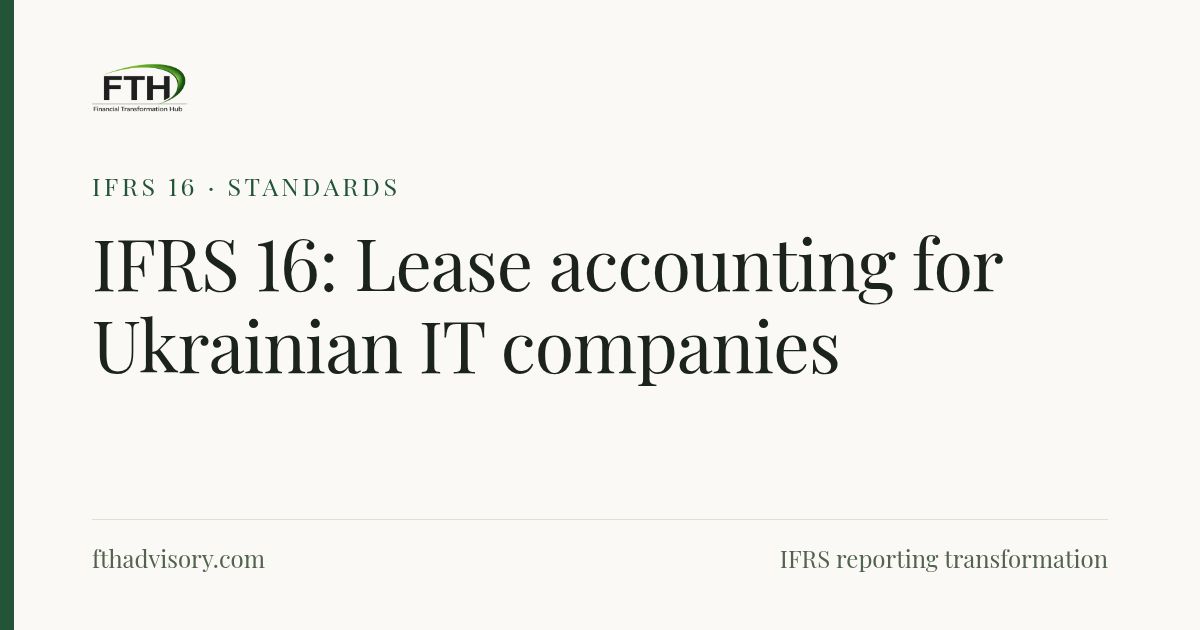 FTH
Financial Transformation Hub
IFRS 16 · STANDARDS
IFRS 16: Lease accounting for
Ukrainian IT companies
fthadvisory.com
IFRS reporting transformation